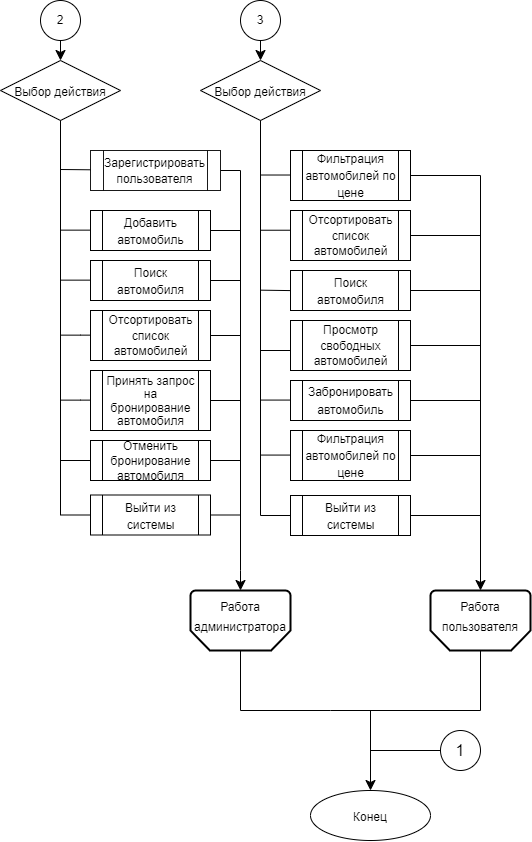 2
Выбор действия
Зарегистрировать
пользователя
Добавить
автомобиль
Поиск
автомобиля
Отсортировать
список
автомобилей
Принять запрос
на
бронирование
автомобиля
Отменить
бронирование
автомобиля
Выйти из
системы
Работа
администратора
3
Выбор действия
Фильтрация
автомобилей по
цене
Отсортировать
список
автомобилей
Поиск
автомобиля
Просмотр
свободных
автомобилей
Забронировать
автомобиль
Фильтрация
автомобилей по
цене
Выйти из
системы
Работа
пользователя
1
Конец